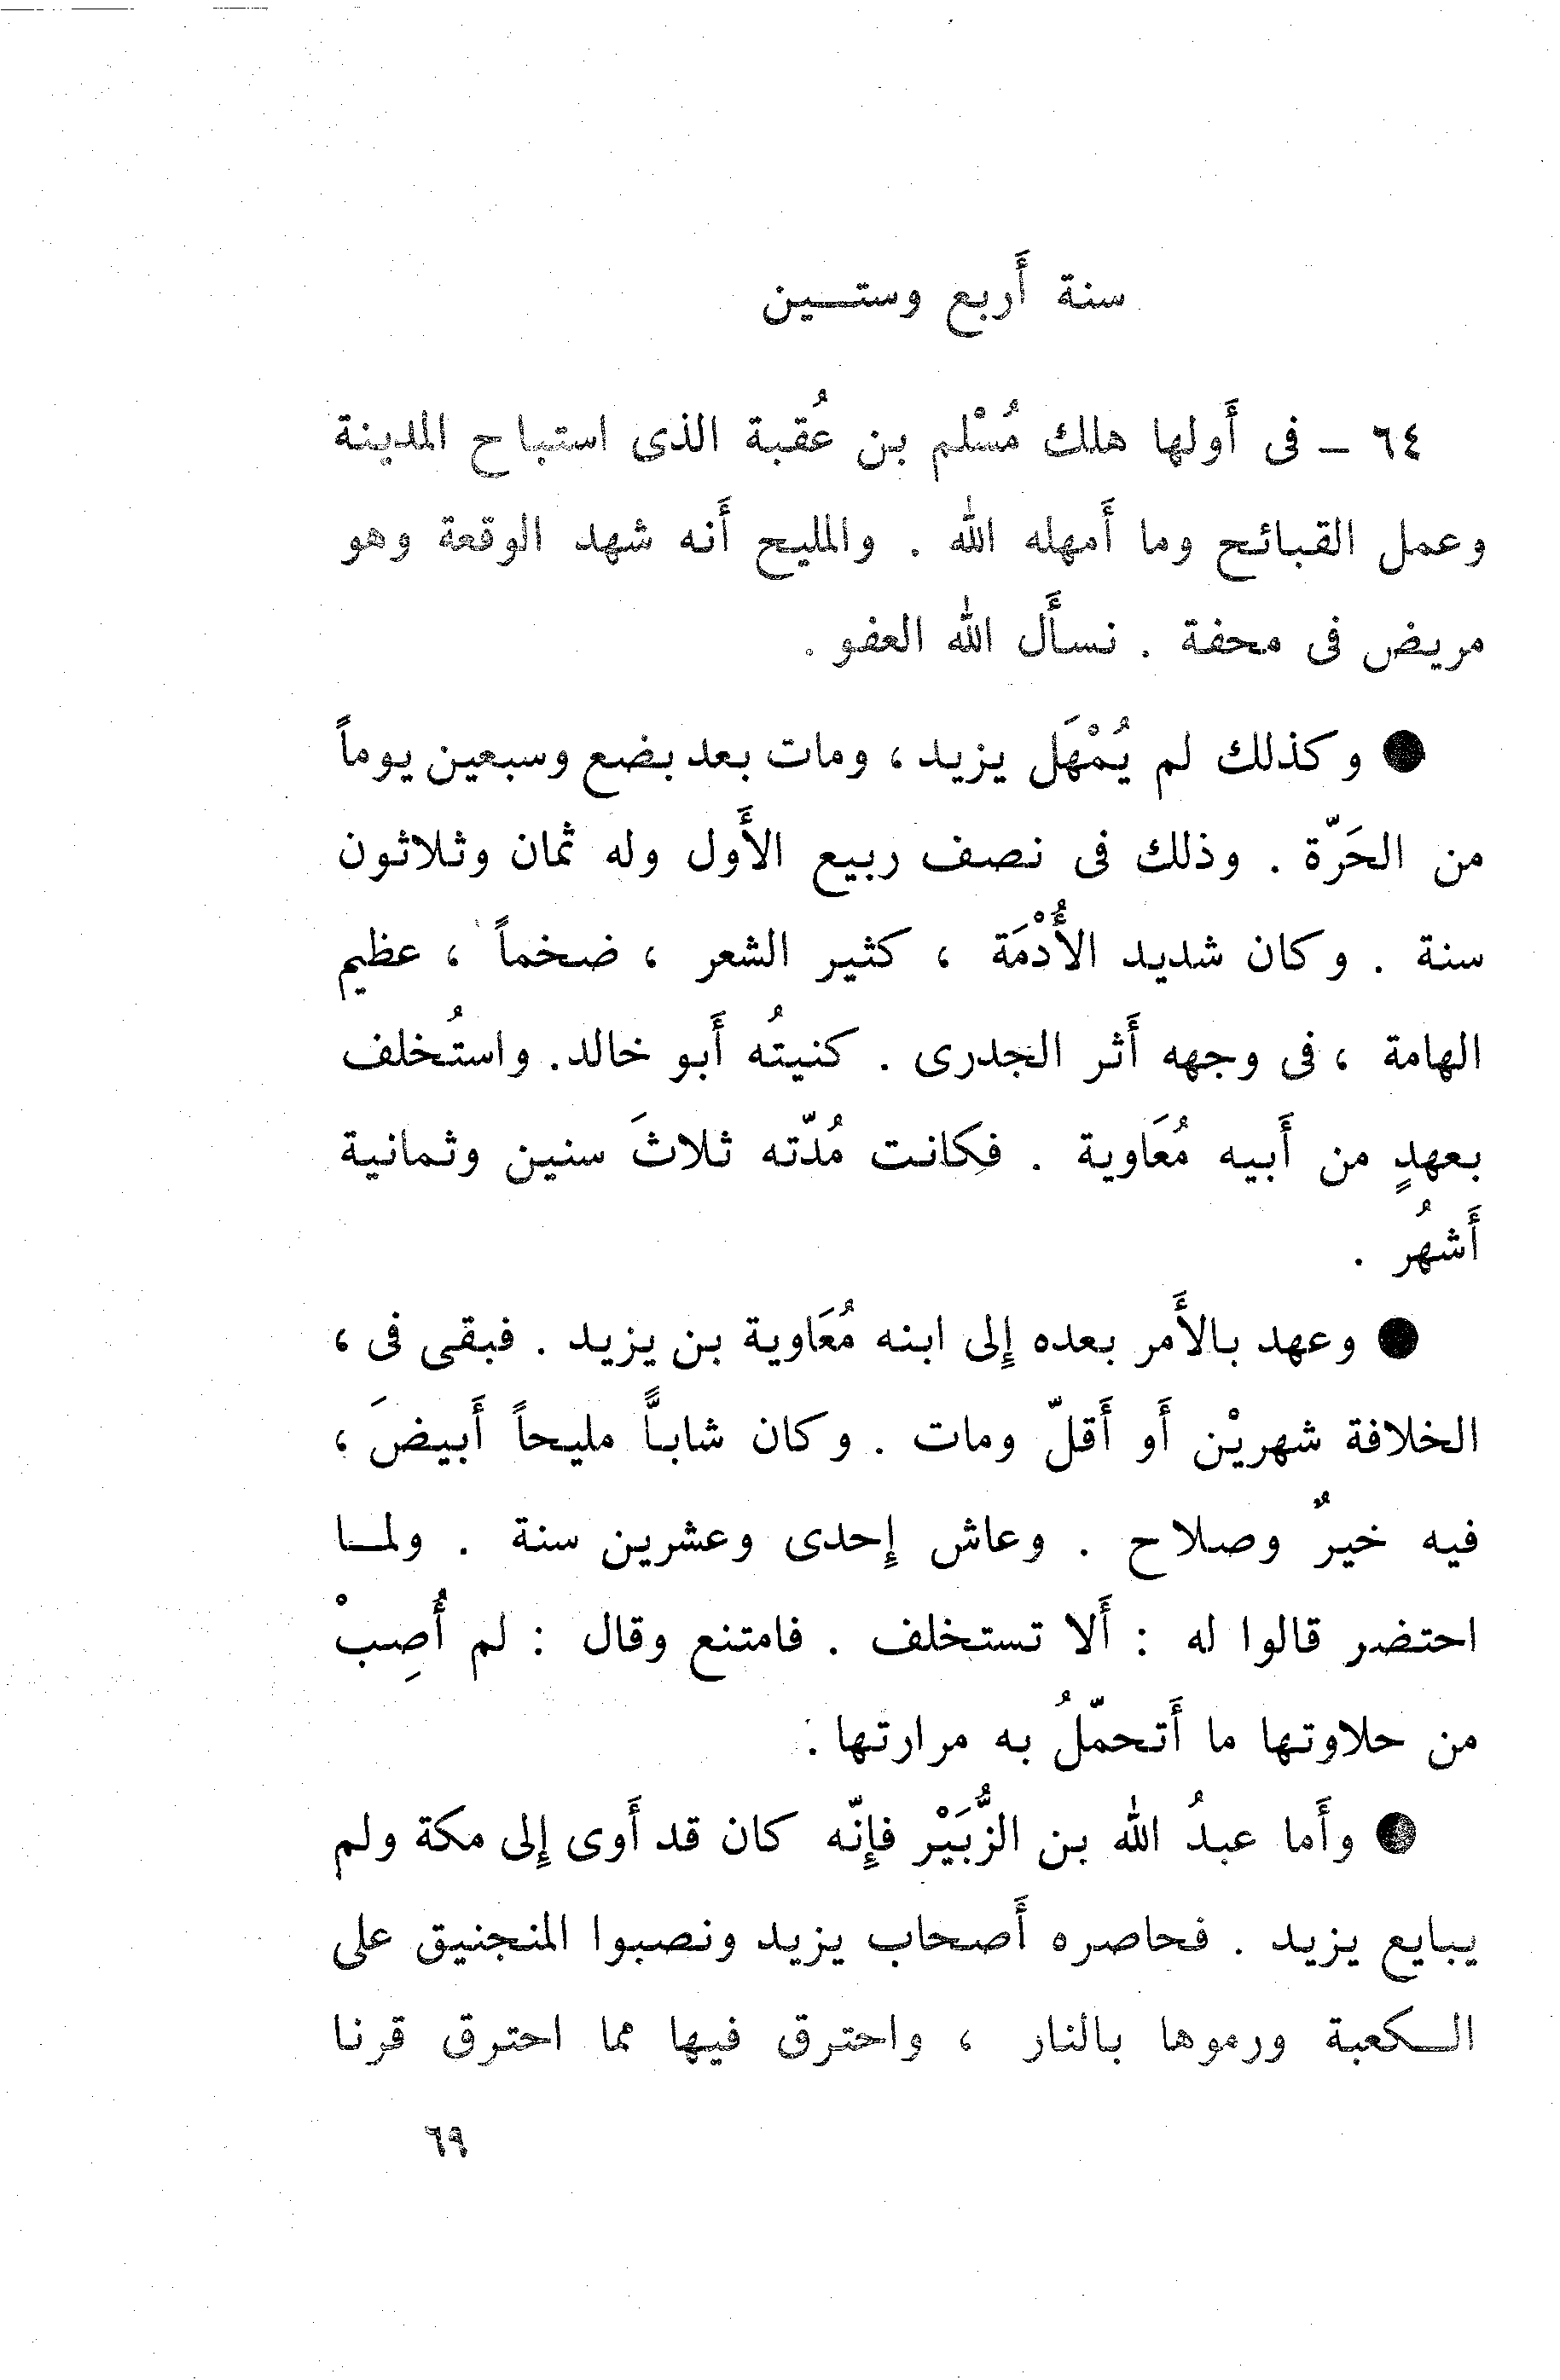 سنة أَربع وستـــين
٦٤ – فى أَولها هلك مُسْلم بن عُقبة الذى استباح المدينة
وعمل القبائح وما أَمهله الله . والمليح أَنه شهد الوقعة وهو
مريض فى محفة . نسأَل الله العفو .
● وكذلك لم يُمْهَل يزيد ، ومات بعد بضع وسبعين يوماً
من الحَرّة . وذلك فى نصف ربيع الأَول وله ثمان وثلاثون
سنة . وكان شديد الأُدْمَة ، كثير الشعر ، ضخماً ، عظيم
الهامة ، فى وجهه أَثر الجدرى . كنيتُه أَبو خالد . واستُخلف
بعهدٍ من أَبيه مُعَاوية . فكِانت مُدّته ثلاثَ سنين وثمانية
أَشهُر .
● وعهد بالأَمر بعده إِلى ابنه مُعَاوية بن يزيد . فبقى فى ،
الخلافة شهريْن أَو أَقلّ ومات . وكان شاباًّ مليحاً أَبيضَ ،
فيه خيرٌ وصلاح . وعاش إِحدى وعشرين سنة . ولمــا
احتضر قالوا له : أَلا تستخلف . فامتنع وقال : لم أُصِبْ
من حلاوتها ما أَتحمّلُ به مرارتها .
● وأَما عبدُ الله بن الزُّبَيْر فإِنّه كان قد أَوى إِلى مكة ولم
يبايع يزيد . فحاصره أَصحاب يزيد ونصبوا المنجنيق على
الــكعبة ورموها بالنار ، واحترق فيها مما احترق قرنا
٦٩